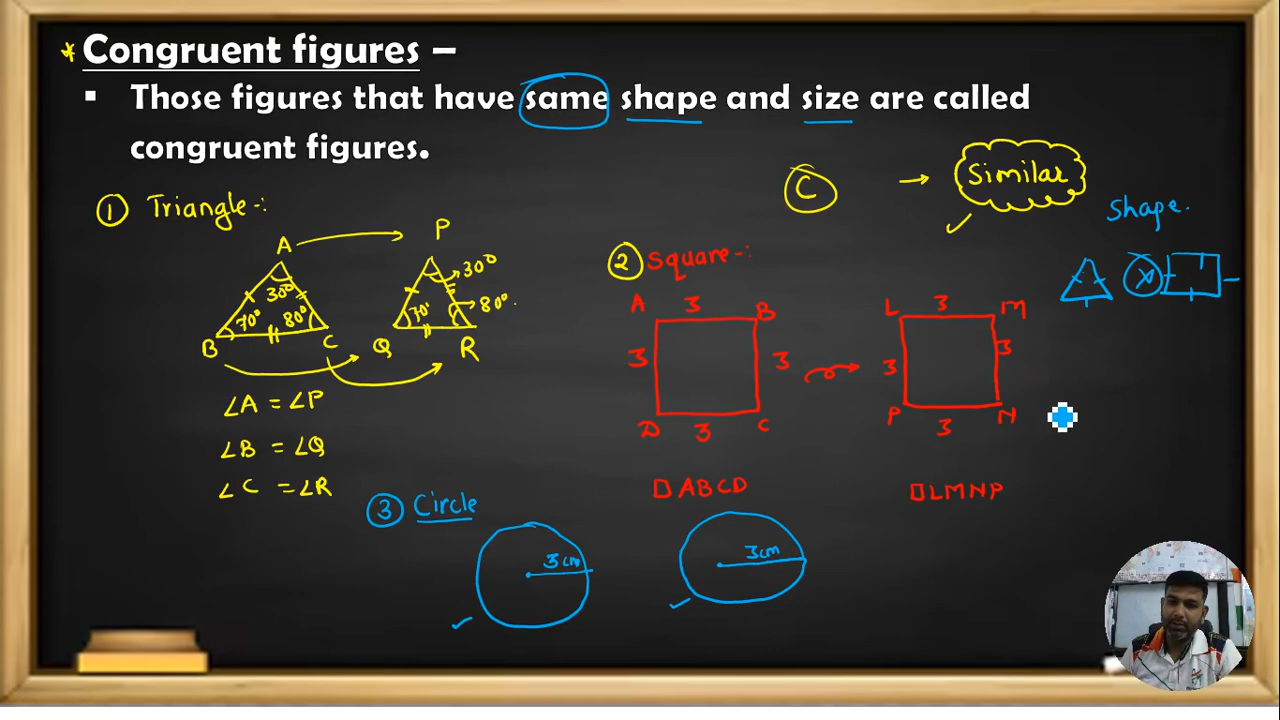 * Congruent figures –
▪ Those figures that have same shape and size are called
congruent figures.
C → Similar
Shape.
① Triangle -:
A
P
30°
70°
80°
30°
70°
80°
B
C
Q
R
∠A = ∠P
∠B = ∠Q
∠C = ∠R
② Square -:
A 3 B
3 3
D 3 C
□ABCD
L 3 M
3 3
P 3 N
□LMNP
③ Circle
3cm
3cm